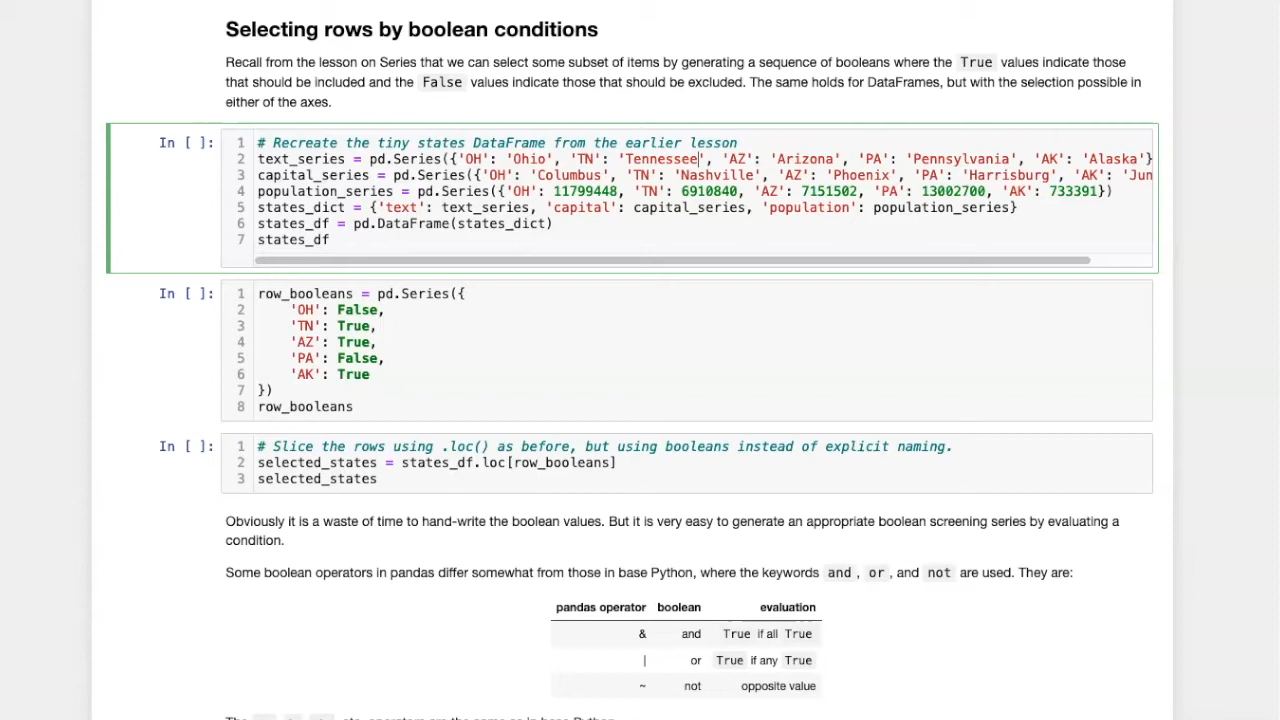 Selecting rows by boolean conditions
Recall from the lesson on Series that we can select some subset of items by generating a sequence of booleans where the True values indicate those
that should be included and the False values indicate those that should be excluded. The same holds for DataFrames, but with the selection possible in
either of the axes.
In [ ]:
1 # Recreate the tiny states DataFrame from the earlier lesson
2 text_series = pd.Series({'OH': 'Ohio', 'TN': 'Tennessee', 'AZ': 'Arizona', 'PA': 'Pennsylvania', 'AK': 'Alaska'}
3 capital_series = pd.Series({'OH': 'Columbus', 'TN': 'Nashville', 'AZ': 'Phoenix', 'PA': 'Harrisburg', 'AK': 'Jun
4 population_series = pd.Series({'OH': 11799448, 'TN': 6910840, 'AZ': 7151502, 'PA': 13002700, 'AK': 733391})
5 states_dict = {'text': text_series, 'capital': capital_series, 'population': population_series}
6 states_df = pd.DataFrame(states_dict)
7 states_df
In [ ]:
1 row_booleans = pd.Series({
2 'OH': False,
3 'TN': True,
4 'AZ': True,
5 'PA': False,
6 'AK': True
7 })
8 row_booleans
In [ ]:
1 # Slice the rows using .loc() as before, but using booleans instead of explicit naming.
2 selected_states = states_df.loc[row_booleans]
3 selected_states
Obviously it is a waste of time to hand-write the boolean values. But it is very easy to generate an appropriate boolean screening series by evaluating a
condition.
Some boolean operators in pandas differ somewhat from those in base Python, where the keywords and , or , and not are used. They are:
pandas operator boolean evaluation
& and True if all True
| or True if any True
~ not opposite value